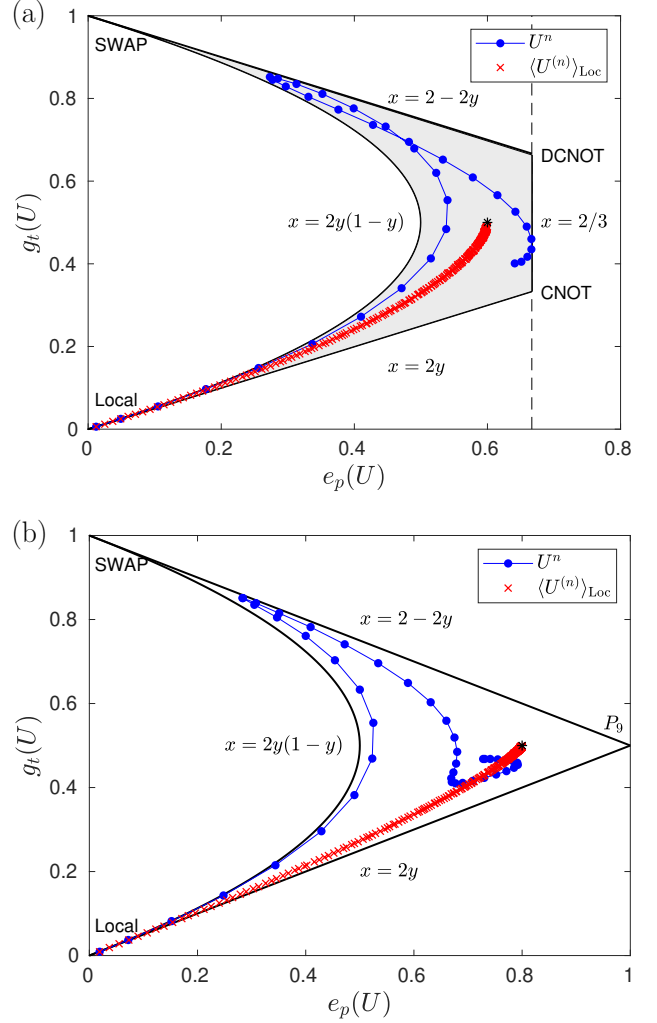 (a)
1
0.8
0.6
0.4
0.2
0
0
0.2
0.4
0.6
0.8
g_t(U)
e_p(U)
SWAP
U^n
⟨U^{(n)}⟩_Loc
x = 2 − 2y
DCNOT
x = 2y(1 − y)
x = 2/3
CNOT
x = 2y
Local
(b)
1
0.8
0.6
0.4
0.2
0
0
0.2
0.4
0.6
0.8
1
g_t(U)
e_p(U)
SWAP
U^n
⟨U^{(n)}⟩_Loc
x = 2 − 2y
P_9
x = 2y(1 − y)
x = 2y
Local